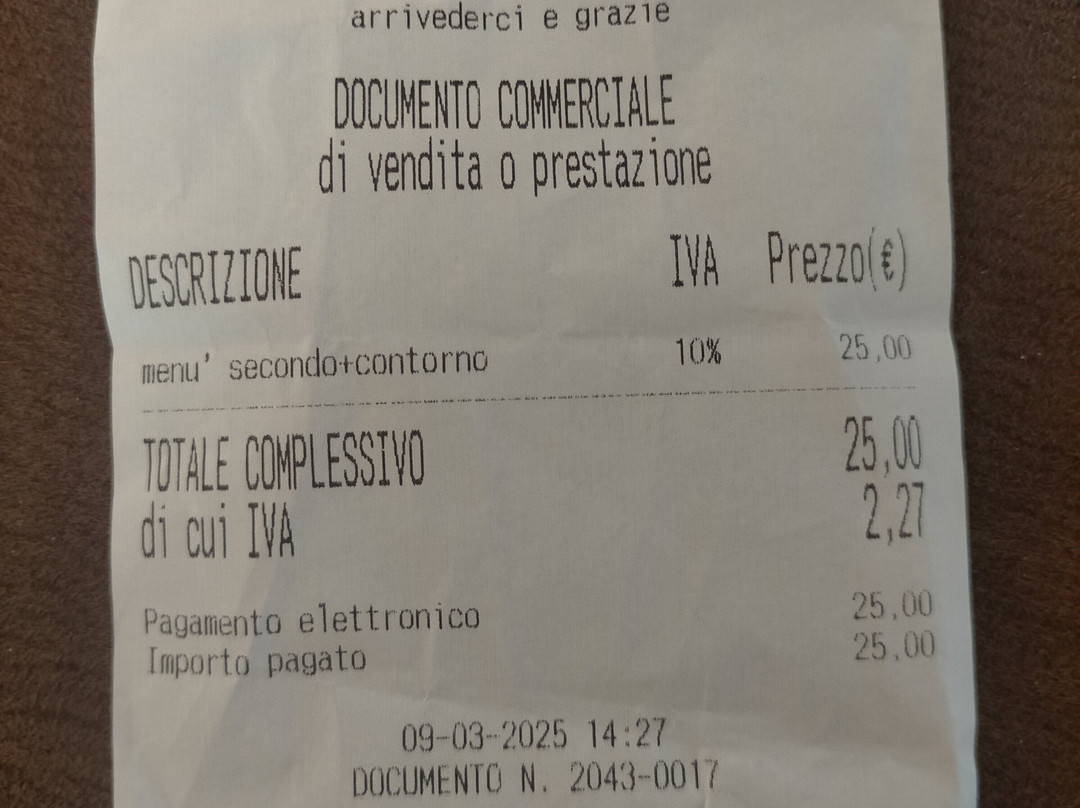 arrivederci e grazie
DOCUMENTO COMMERCIALE
di vendita o prestazione
DESCRIZIONE IVA Prezzo(€)
menu' secondo+contorno 10% 25,00
TOTALE COMPLESSIVO 25,00
di cui IVA 2,27
Pagamento elettronico 25,00
Importo pagato 25,00
09-03-2025 14:27
DOCUMENTO N. 2043-0017